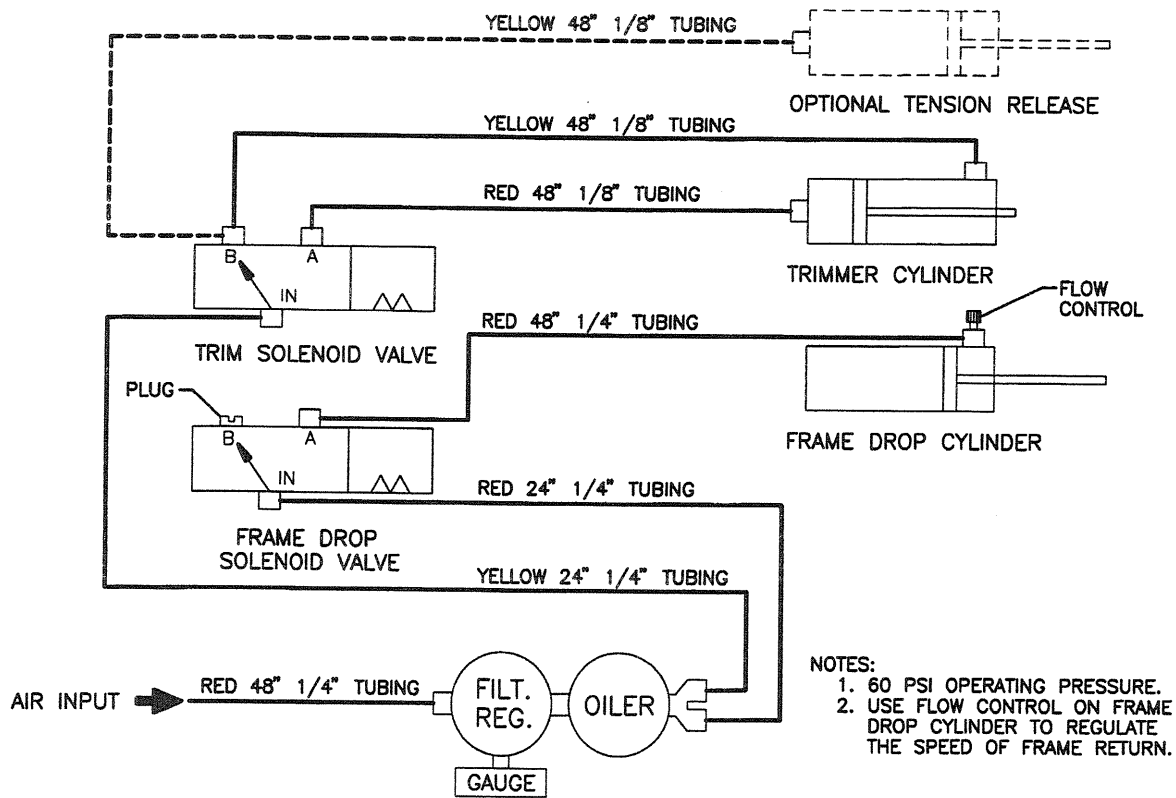 YELLOW 48" 1/8" TUBING
OPTIONAL TENSION RELEASE
YELLOW 48" 1/8" TUBING
RED 48" 1/8" TUBING
B
A
IN
TRIMMER CYLINDER
FLOW
CONTROL
RED 48" 1/4" TUBING
TRIM SOLENOID VALVE
PLUG
B
A
IN
FRAME DROP CYLINDER
RED 24" 1/4" TUBING
FRAME DROP
SOLENOID VALVE
YELLOW 24" 1/4" TUBING
AIR INPUT
RED 48" 1/4" TUBING
FILT.
REG.
OILER
GAUGE
NOTES:
1. 60 PSI OPERATING PRESSURE.
2. USE FLOW CONTROL ON FRAME
DROP CYLINDER TO REGULATE
THE SPEED OF FRAME RETURN.